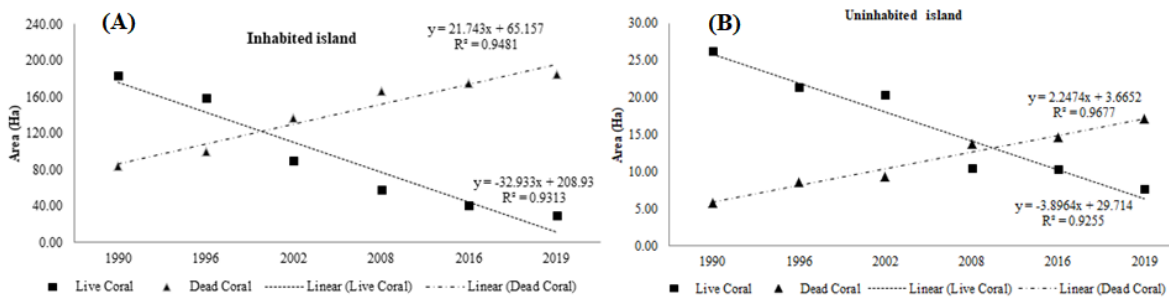 (A)
Inhabited island
240.00
200.00
160.00
120.00
80.00
40.00
0.00
Area (Ha)
y = 21.743x + 65.157
R² = 0.9481
y = -32.933x + 208.93
R² = 0.9313
1990 1996 2002 2008 2016 2019
Live Coral Dead Coral Linear (Live Coral) Linear (Dead Coral)
(B)
Uninhabited island
30.00
25.00
20.00
15.00
10.00
5.00
0.00
Area (Ha)
y = 2.2474x + 3.6652
R² = 0.9677
y = -3.8964x + 29.714
R² = 0.9255
1990 1996 2002 2008 2016 2019
Live Coral Dead Coral Linear (Live Coral) Linear (Dead Coral)